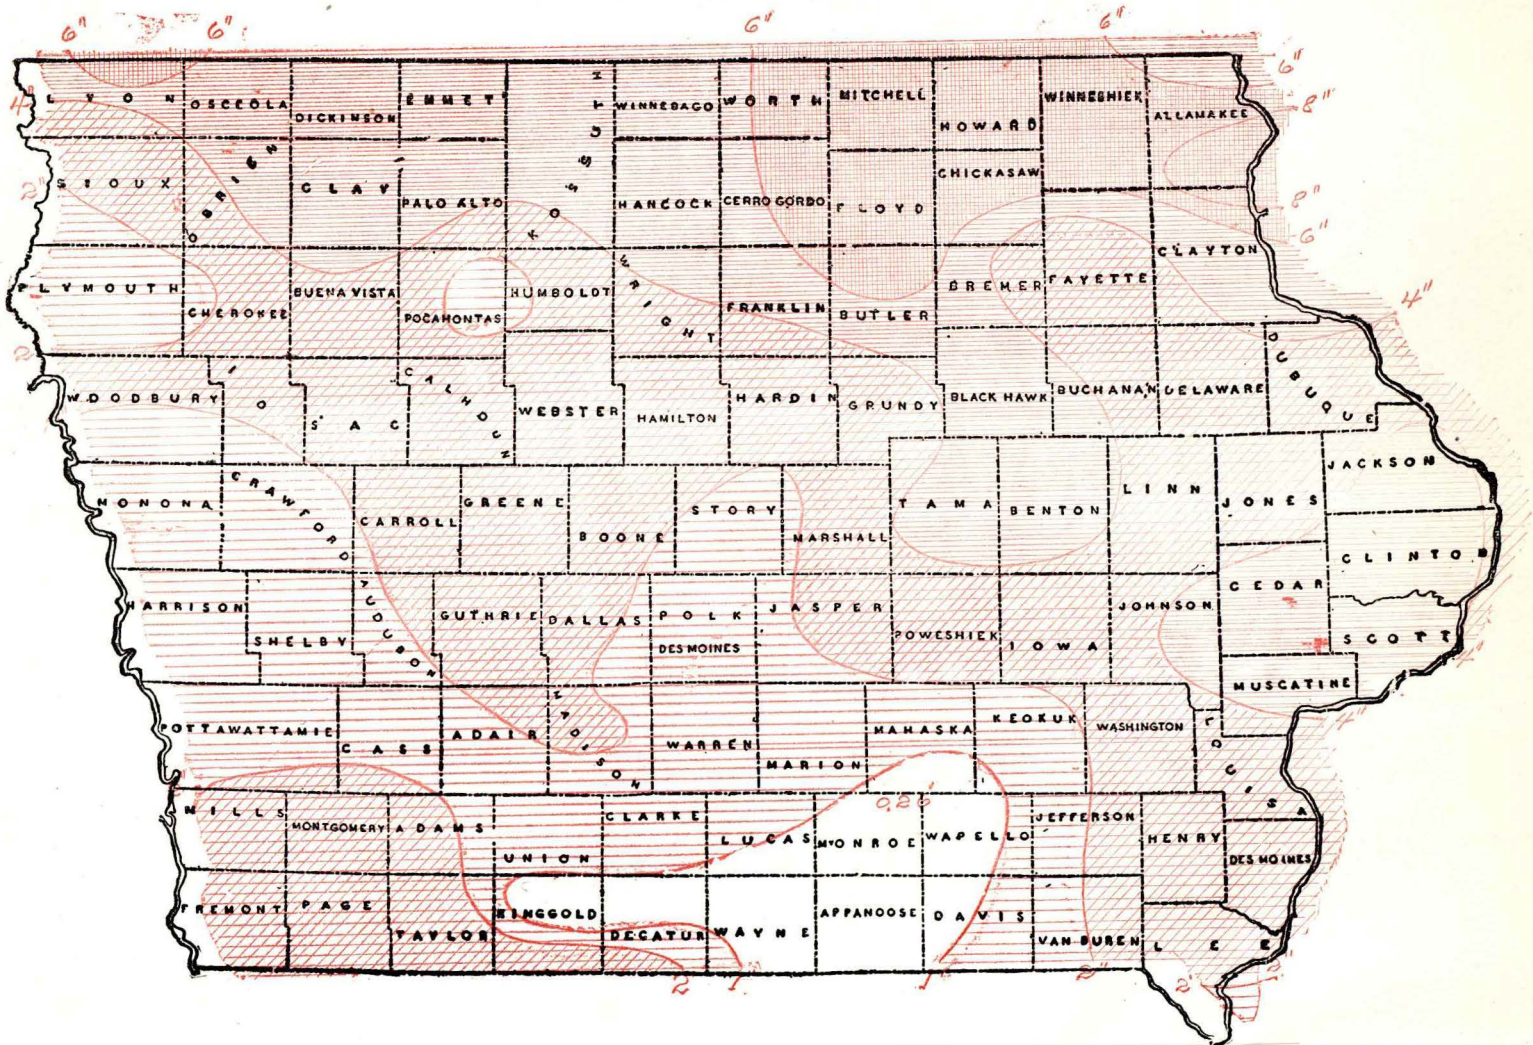 6" 6" 6" 6"
6"
LYON OSCEOLA DICKINSON EMMET KOSSUTH WINNEBAGO WORTH MITCHELL HOWARD WINNESHIEK ALLAMAKEE
4" 8"
SIOUX OBRIEN CLAY PALO ALTO HANCOCK CERRO GORDO FLOYD CHICKASAW
2" 8"
6"
PLYMOUTH CHEROKEE BUENA VISTA POCAHONTAS HUMBOLDT WRIGHT FRANKLIN BUTLER BREMER FAYETTE CLAYTON
4"
2
WOODBURY IDA SAC CALHOUN WEBSTER HAMILTON HARDIN GRUNDY BLACK HAWK BUCHANAN DELAWARE DUBUQUE
MONONA CRAWFORD CARROLL GREENE BOONE STORY MARSHALL TAMA BENTON LINN JONES JACKSON
CLINTON
HARRISON SHELBY AUDUBON GUTHRIE DALLAS POLK JASPER POWESHIEK IOWA JOHNSON CEDAR SCOTT
DES MOINES
4"
MUSCATINE
POTTAWATTAMIE CASS ADAIR MADISON WARREN MARION MAHASKA KEOKUK WASHINGTON LOUISA
4"
MILLS MONTGOMERY ADAMS UNION CLARKE LUCAS MONROE WAPELLO JEFFERSON HENRY DES MOINES
0.26
FREMONT PAGE TAYLOR RINGGOLD DECATUR WAYNE APPANOOSE DAVIS VAN BUREN LEE
2 1" 1" 2" 2" 2"